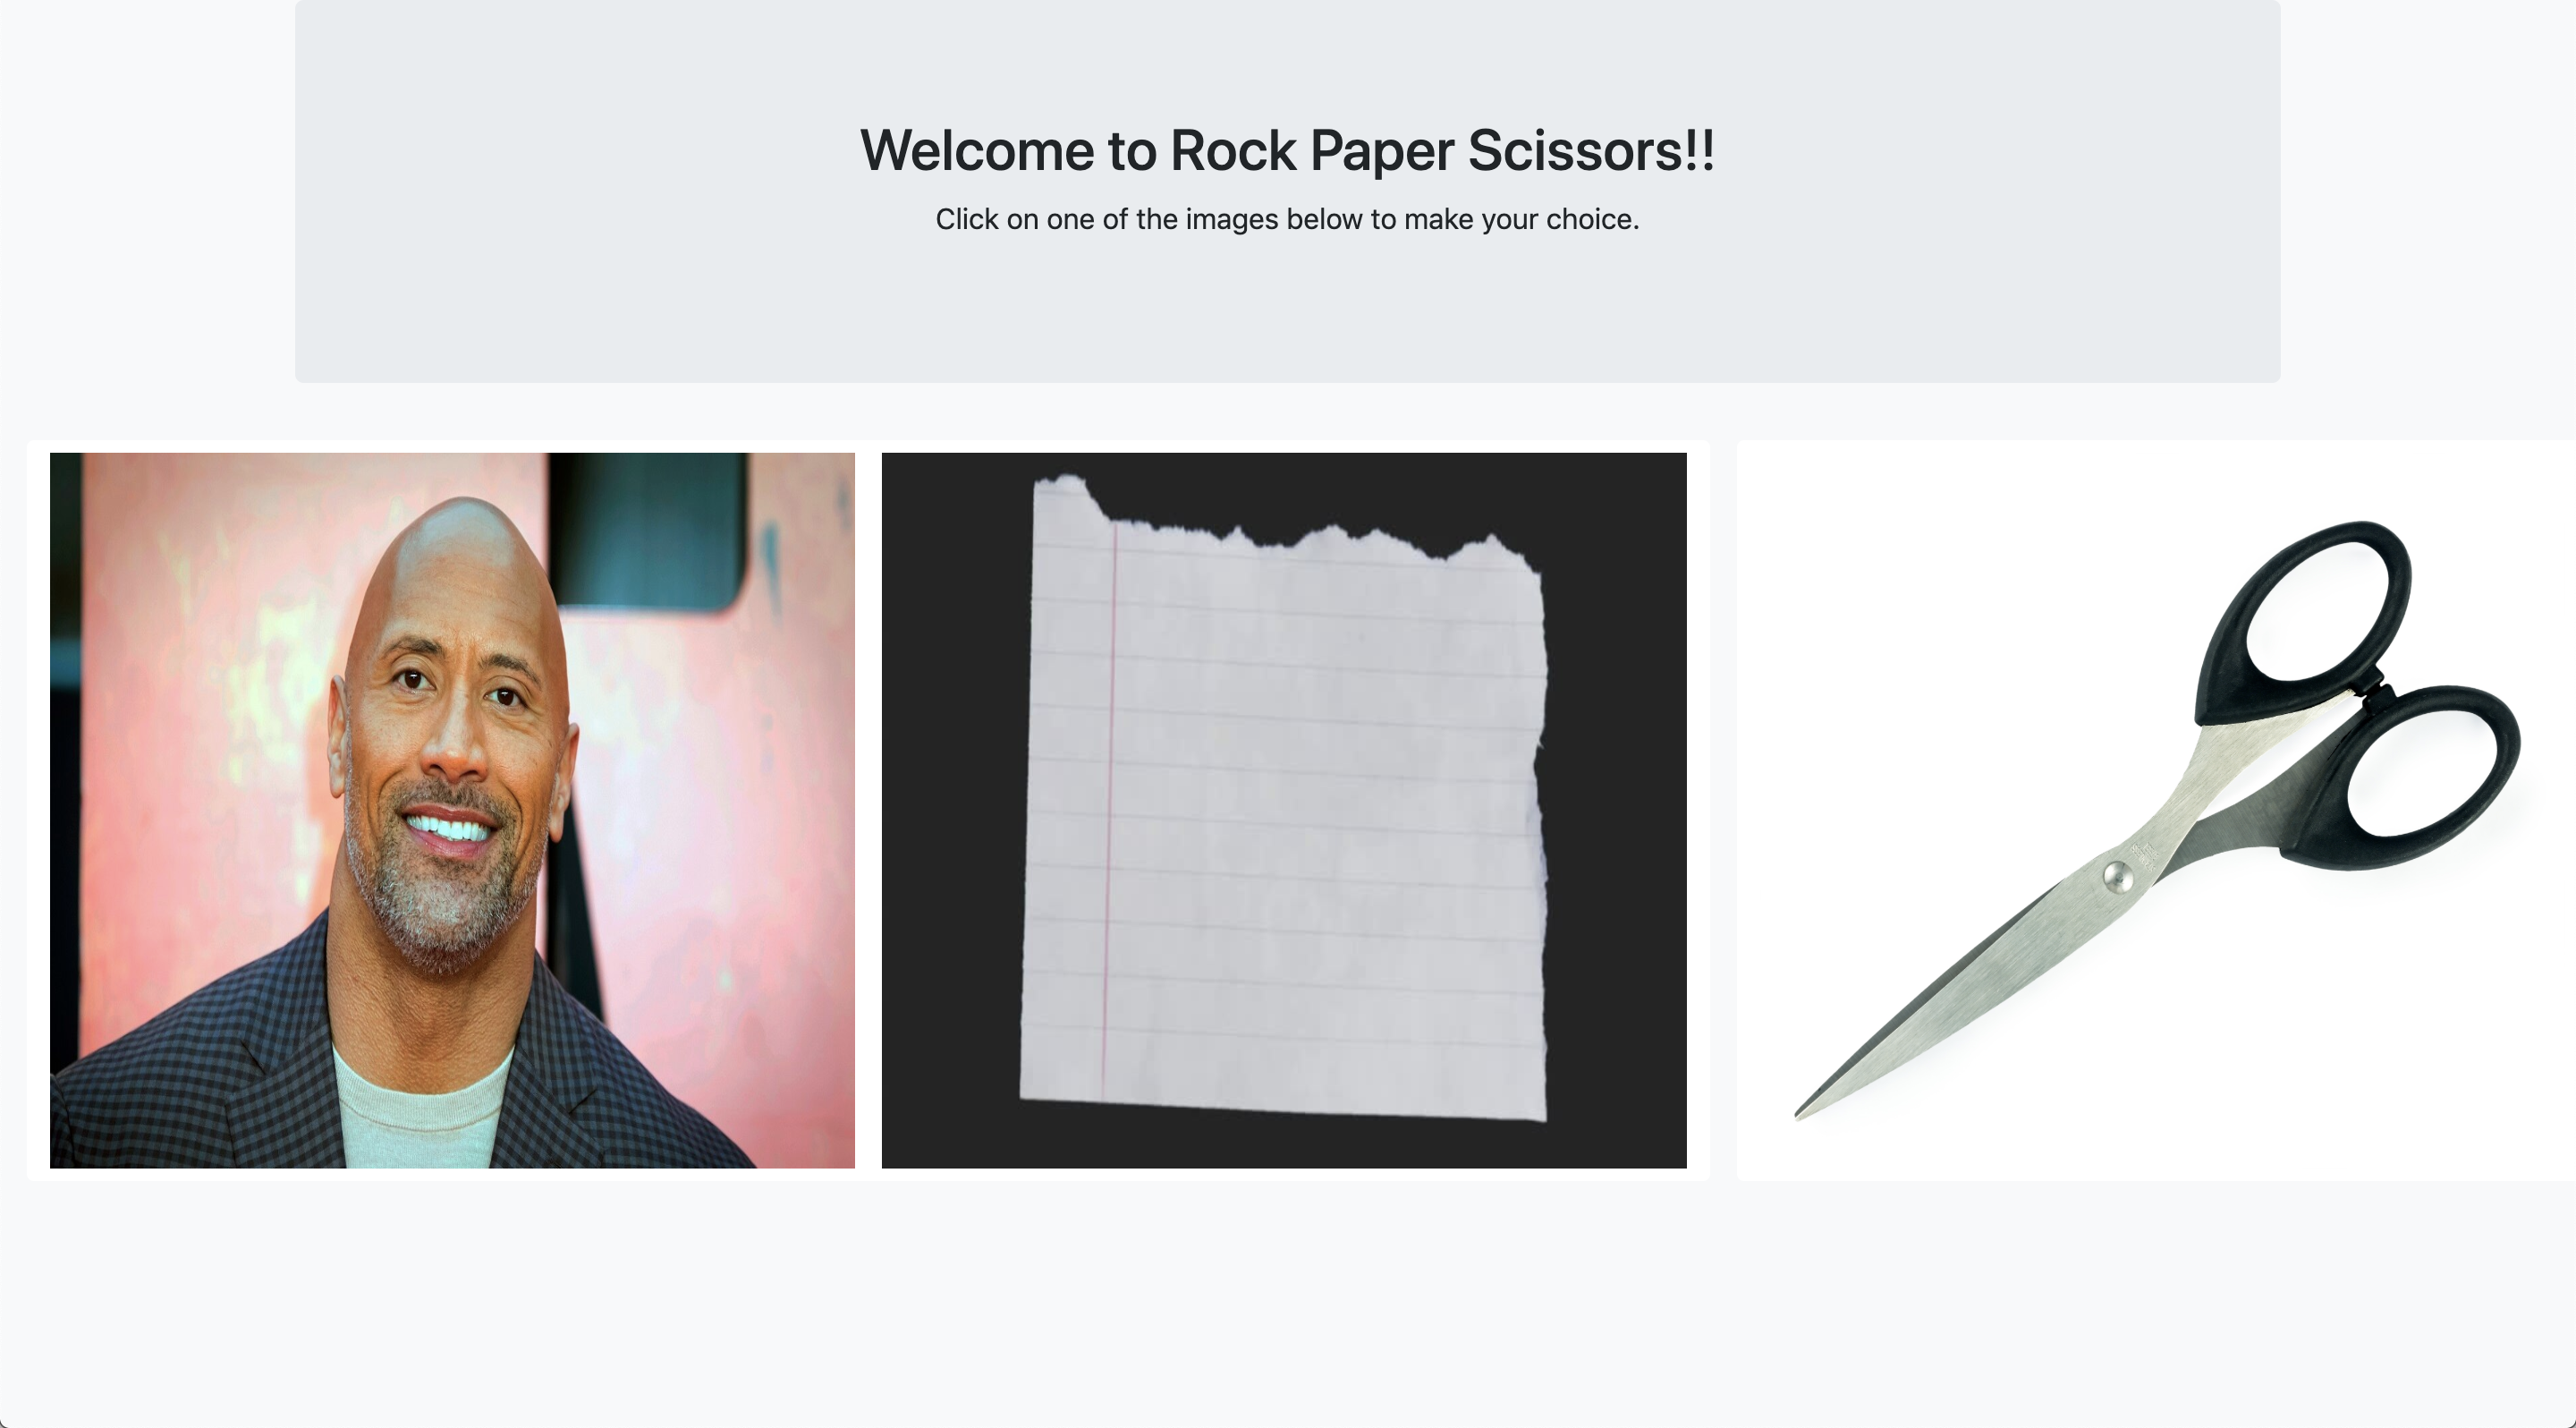 Welcome to Rock Paper Scissors!!
Click on one of the images below to make your choice.